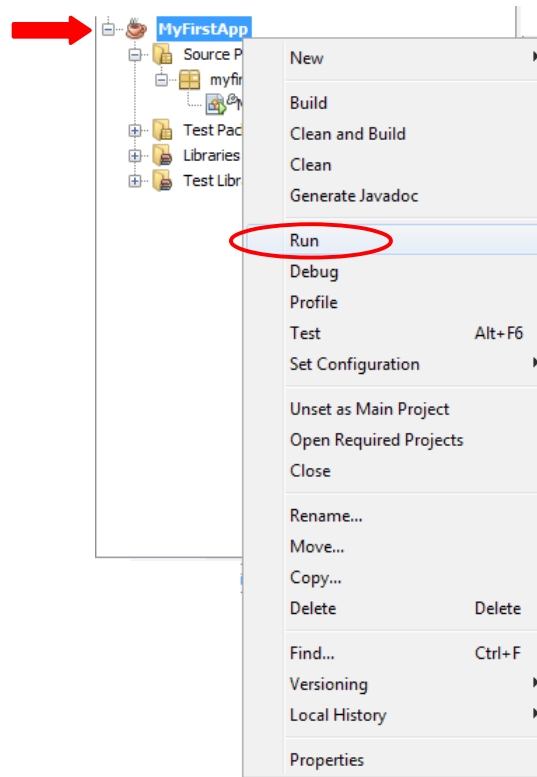 MyFirstApp
Source P
myfir
Test Pac
Libraries
Test Libr
New
Build
Clean and Build
Clean
Generate Javadoc
Run
Debug
Profile
Test Alt+F6
Set Configuration
Unset as Main Project
Open Required Projects
Close
Rename...
Move...
Copy...
Delete Delete
Find... Ctrl+F
Versioning
Local History
Properties